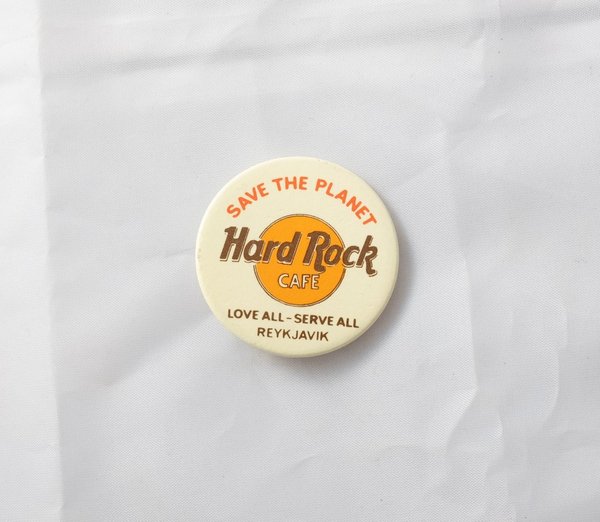 SAVE THE PLANET
Hard Rock
CAFE
LOVE ALL - SERVE ALL
REYKJAVIK